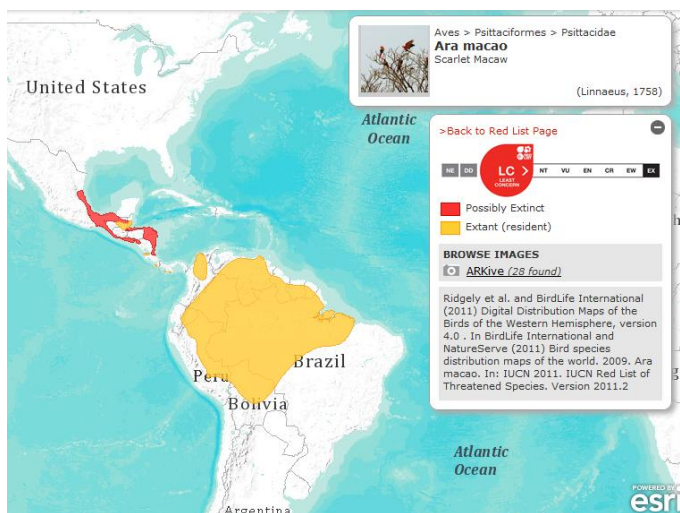 United States
Atlantic
Ocean
Peru
Brazil
Bolivia
Atlantic
Ocean
Argentina
Aves > Psittaciformes > Psittacidae
Ara macao
Scarlet Macaw
(Linnaeus, 1758)
>Back to Red List Page
NE DD LC > NT VU EN CR EW EX
LEAST
CONCERN
Possibly Extinct
Extant (resident)
BROWSE IMAGES
ARKive (28 found)
Ridgely et al. and BirdLife International
(2011) Digital Distribution Maps of the
Birds of the Western Hemisphere, version
4.0 . In BirdLife International and
NatureServe (2011) Bird species
distribution maps of the world. 2009. Ara
macao. In: IUCN 2011. IUCN Red List of
Threatened Species. Version 2011.2
POWERED BY
esri